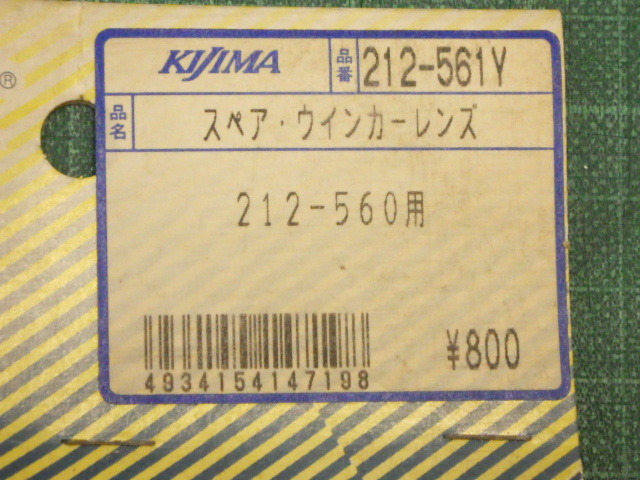 ®
KIJIMA 品番 212-561Y
品名 スペア・ウインカーレンズ
212-560用
4934154147198
¥800